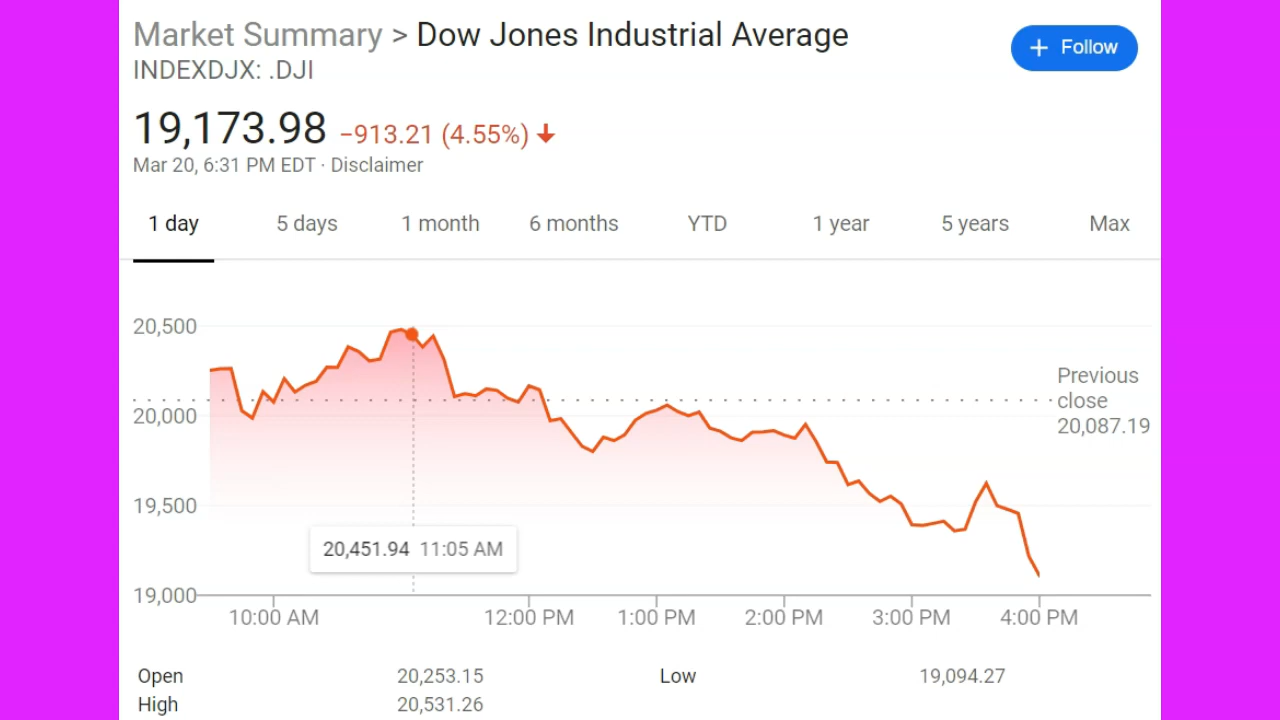 Market Summary > Dow Jones Industrial Average
INDEXDJX: .DJI
+ Follow
19,173.98 −913.21 (4.55%)
Mar 20, 6:31 PM EDT · Disclaimer
1 day 5 days 1 month 6 months YTD 1 year 5 years Max
20,500
20,000
19,500
19,000
Previous
close
20,087.19
20,451.94 11:05 AM
10:00 AM 12:00 PM 1:00 PM 2:00 PM 3:00 PM 4:00 PM
Open 20,253.15 Low 19,094.27
High 20,531.26